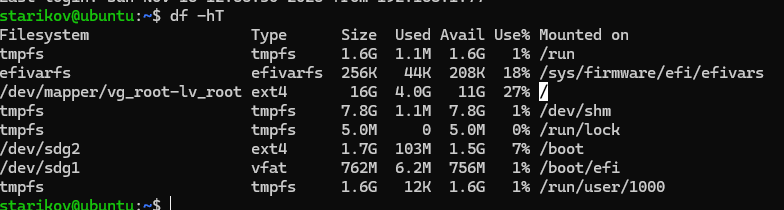 starikov@ubuntu:~$ df -hT
Filesystem Type Size Used Avail Use% Mounted on
tmpfs tmpfs 1.6G 1.1M 1.6G 1% /run
efivarfs efivarfs 256K 44K 208K 18% /sys/firmware/efi/efivars
/dev/mapper/vg_root-lv_root ext4 16G 4.0G 11G 27% /
tmpfs tmpfs 7.8G 1.1M 7.8G 1% /dev/shm
tmpfs tmpfs 5.0M 0 5.0M 0% /run/lock
/dev/sdg2 ext4 1.7G 103M 1.5G 7% /boot
/dev/sdg1 vfat 762M 6.2M 756M 1% /boot/efi
tmpfs tmpfs 1.6G 12K 1.6G 1% /run/user/1000
starikov@ubuntu:~$